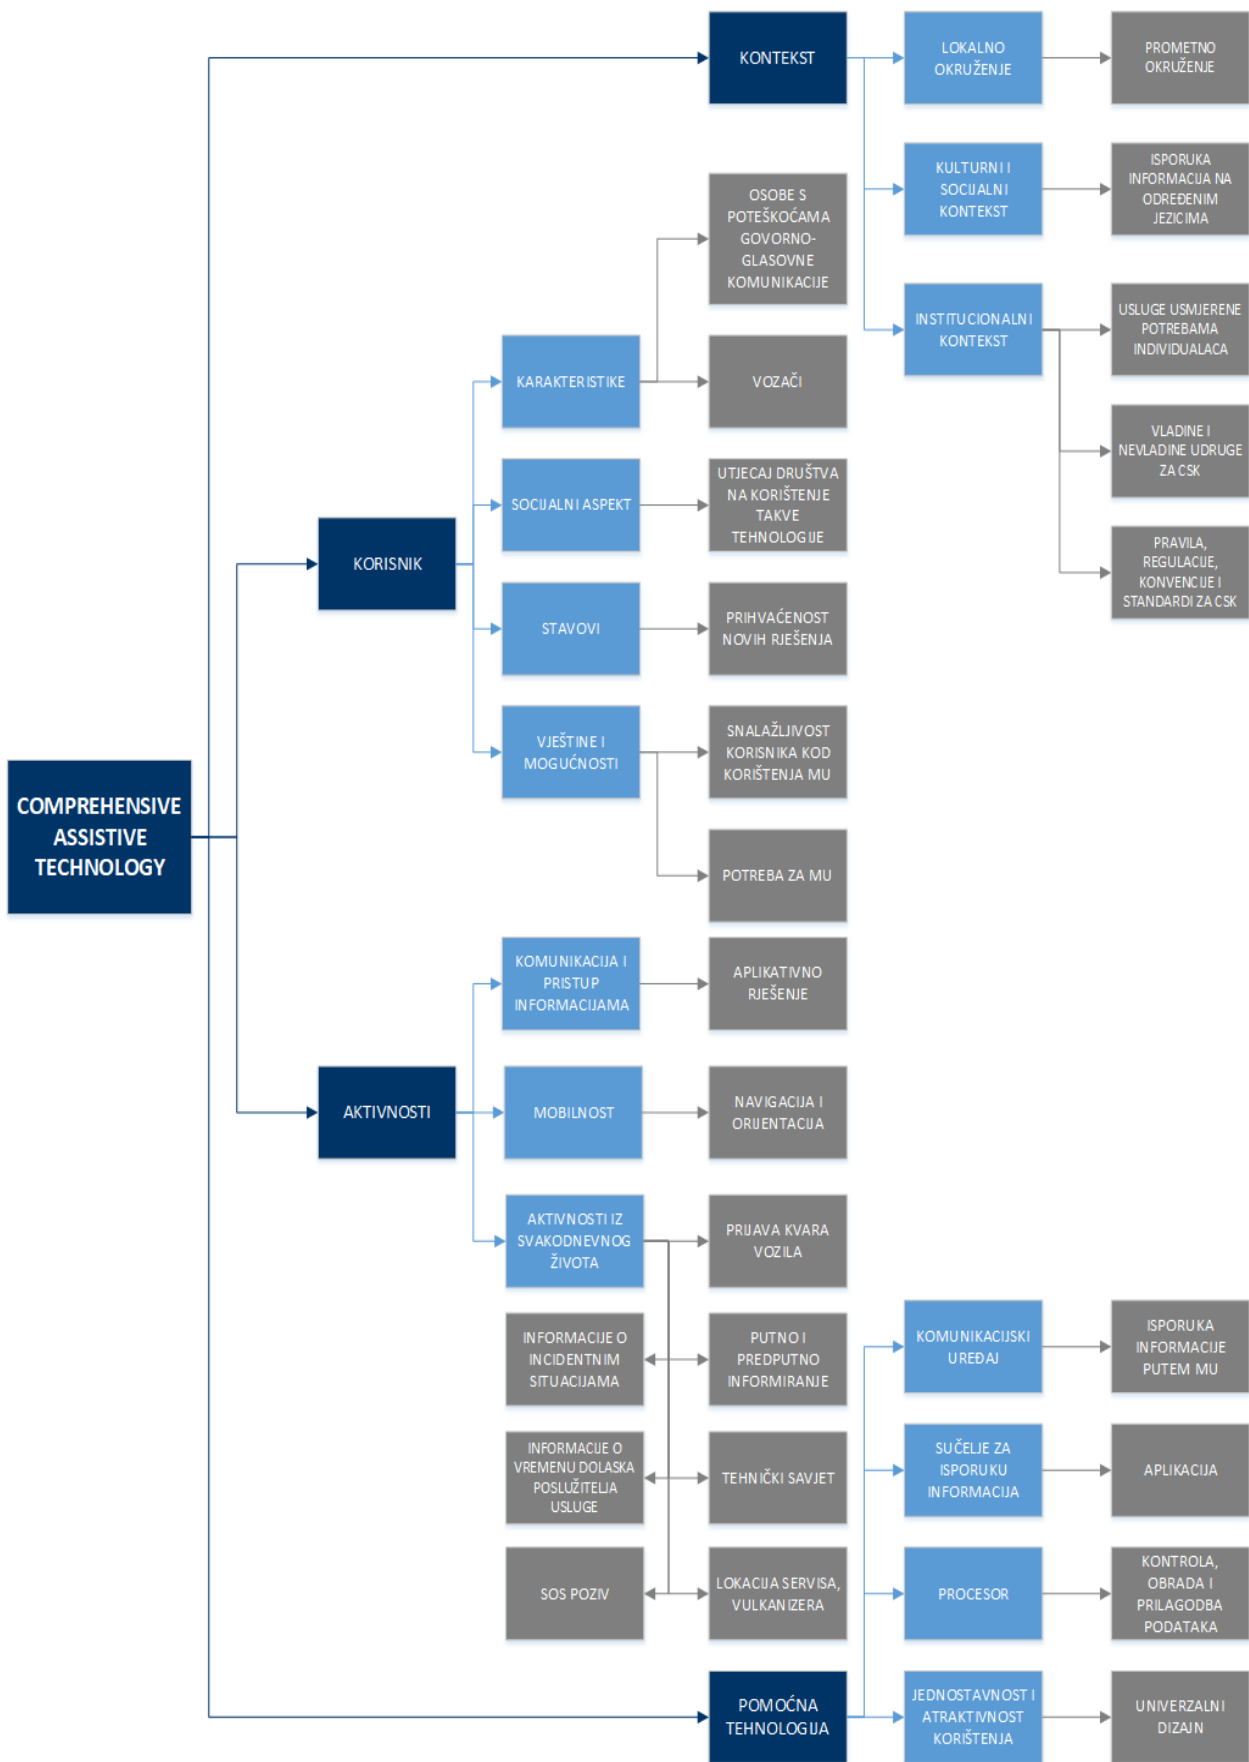 KONTEKST
LOKALNO
OKRUŽENJE
PROMETNO
OKRUŽENJE
KULTURNI I
SOCIJALNI
KONTEKST
ISPORUKA
INFORMACIJA NA
ODREĐENIM
JEZICIMA
INSTITUCIONALNI
KONTEKST
USLUGE USMJERENE
POTREBAMA
INDIVIDUALACA
VLADINE I
NEVLADINE UDRUGE
ZA CSK
PRAVILA,
REGULACIJE,
KONVENCIJE I
STANDARDI ZA CSK
OSOBE S
POTEŠKOĆAMA
GOVORNO-
GLASOVNE
KOMUNIKACIJE
KARAKTERISTIKE
VOZAČI
SOCIJALNI ASPEKT
UTJECAJ DRUŠTVA
NA KORIŠTENJE
TAKVE
TEHNOLOGIJE
KORISNIK
STAVOVI
PRIHVAĆENOST
NOVIH RJEŠENJA
VJEŠTINE I
MOGUĆNOSTI
SNALAŽLJIVOST
KORISNIKA KOD
KORIŠTENJA MU
POTREBA ZA MU
COMPREHENSIVE
ASSISTIVE
TECHNOLOGY
KOMUNIKACIJA I
PRISTUP
INFORMACIJAMA
APLIKATIVNO
RJEŠENJE
AKTIVNOSTI
MOBILNOST
NAVIGACIJA I
ORIJENTACIJA
AKTIVNOSTI IZ
SVAKODNEVNOG
ŽIVOTA
PRIJAVA KVARA
VOZILA
INFORMACIJE O
INCIDENTNIM
SITUACIJAMA
PUTNO I
PREDPUTNO
INFORMIRANJE
INFORMACIJE O
VREMENU DOLASKA
POSLUŽITELJA
USLUGE
TEHNIČKI SAVJET
SOS POZIV
LOKACIJA SERVISA,
VULKANIZERA
KOMUNIKACIJSKI
UREĐAJ
ISPORUKA
INFORMACIJE
PUTEM MU
SUČELJE ZA
ISPORUKU
INFORMACIJA
APLIKACIJA
PROCESOR
KONTROLA,
OBRADA I
PRILAGODBA
PODATAKA
POMOĆNA
TEHNOLOGIJA
JEDNOSTAVNOST I
ATRAKTIVNOST
KORIŠTENJA
UNIVERZALNI
DIZAJN